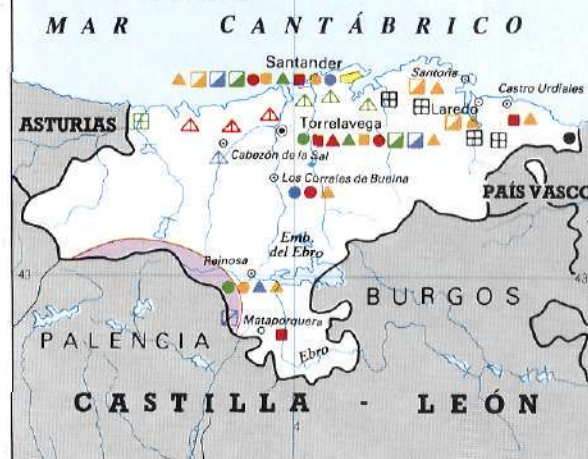 MAR CANTÁBRICO
Santander
Santoña
Castro Urdiales
Laredo
ASTURIAS
Torrelavega
Cabezón de la Sal
Los Corrales de Buelna
PAÍS VASCO
Emb.
del Ebro
Reinosa
43
43
BURGOS
PALENCIA
Mataporquera
Ebro
CASTILLA - LEÓN
4